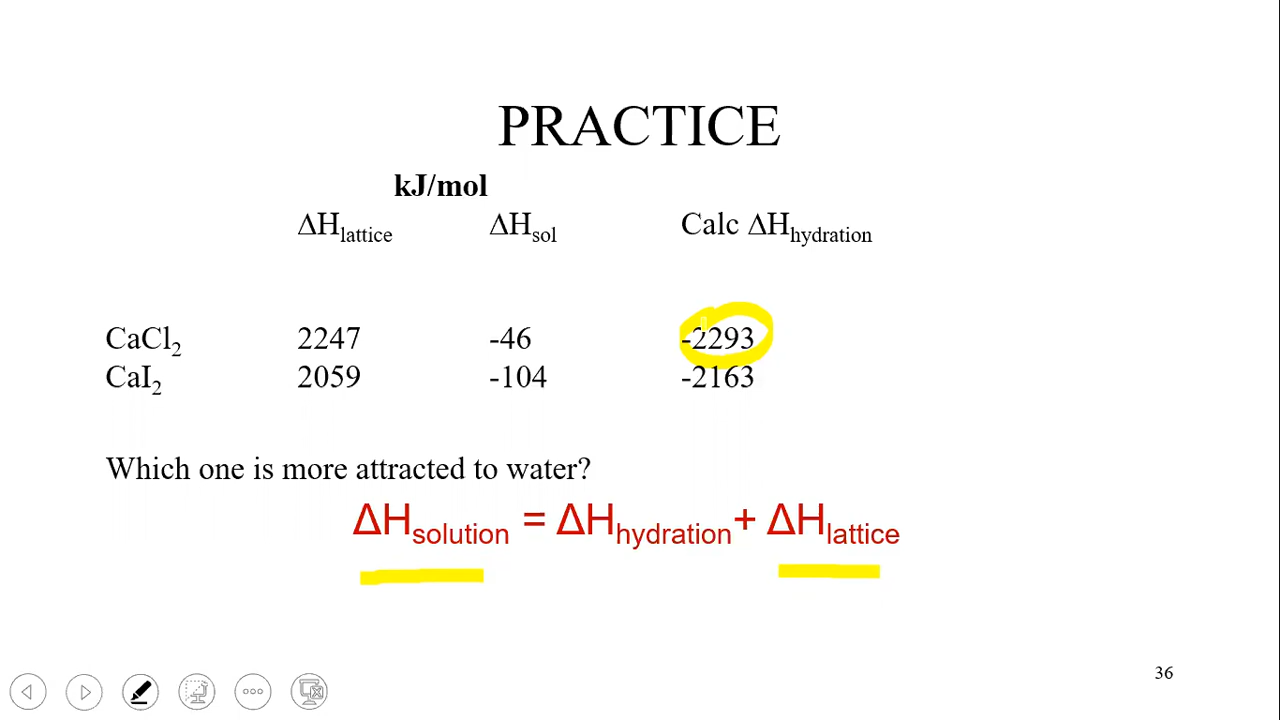 PRACTICE
kJ/mol
ΔHlattice ΔHsol Calc ΔHhydration
CaCl2 2247 -46 -2293
CaI2 2059 -104 -2163
Which one is more attracted to water?
ΔHsolution = ΔHhydration+ ΔHlattice
36